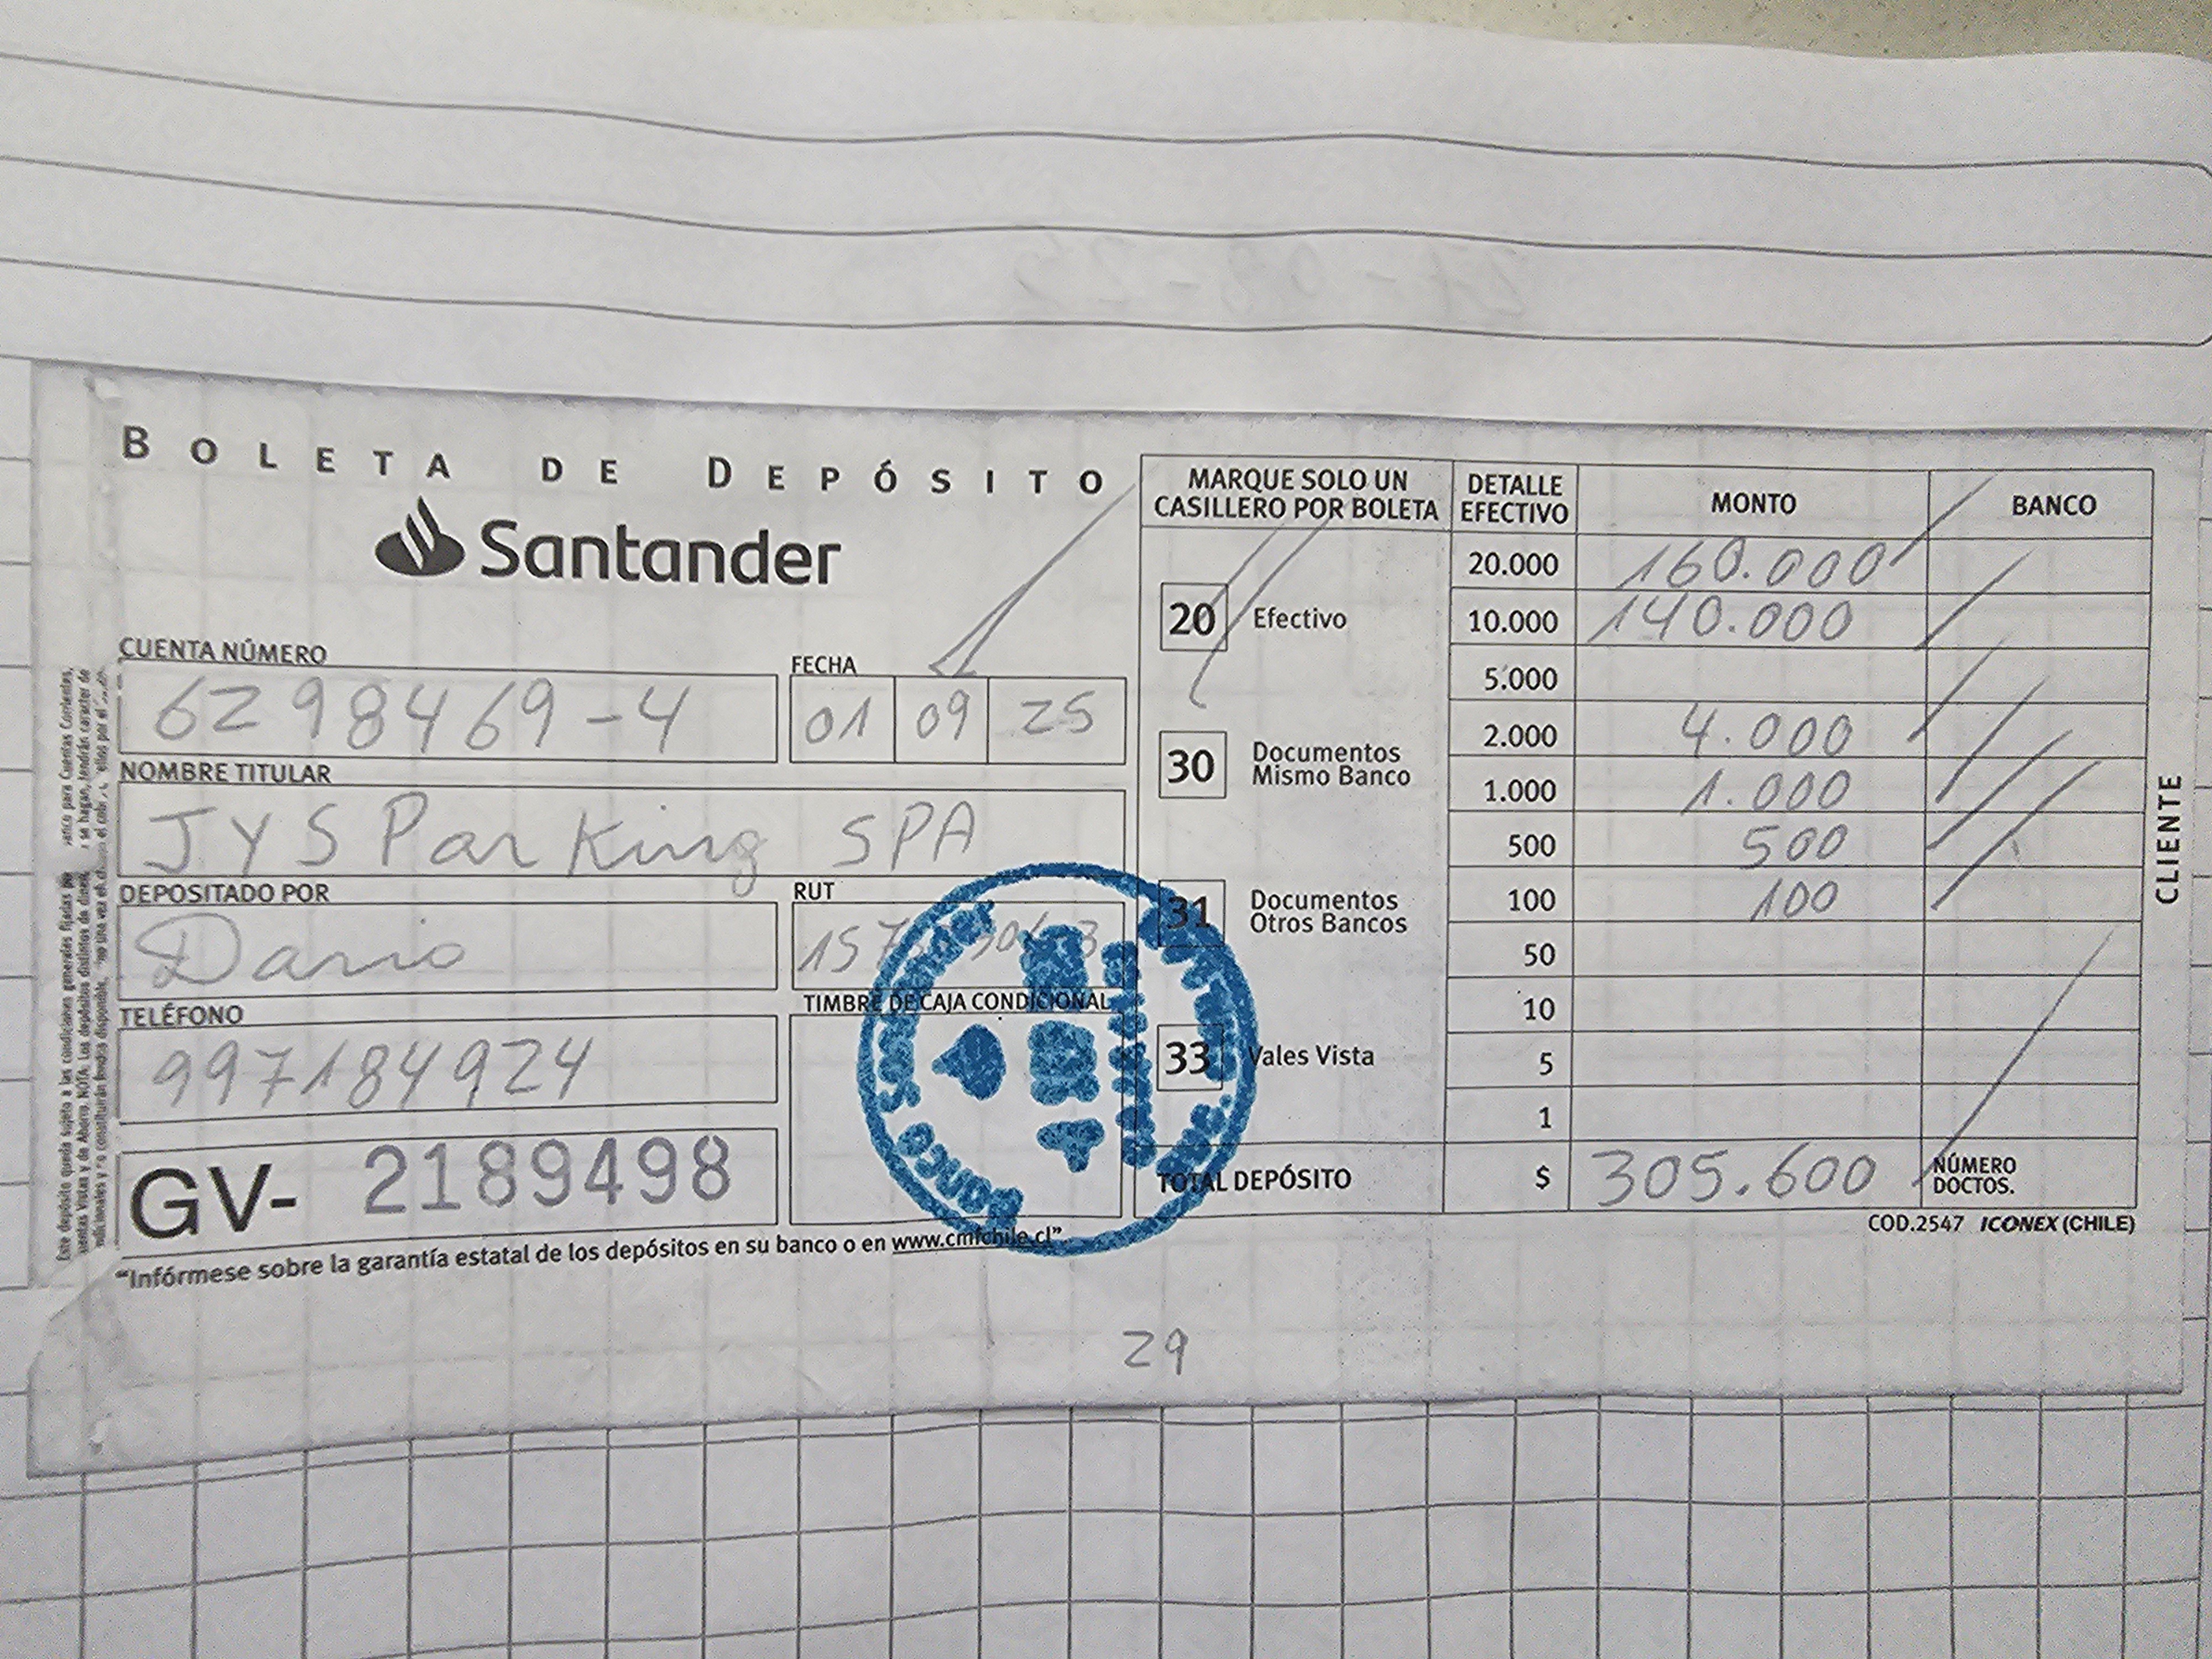 BOLETA DE DEPÓSITO
Santander
CUENTA NÚMERO
6298469-4
FECHA
01 09 25
NOMBRE TITULAR
JYS Parking SPA
DEPOSITADO POR
Dario
RUT
TELÉFONO
997184924
TIMBRE DE CAJA CONDICIONAL
GV- 2189498
"Infórmese sobre la garantía estatal de los depósitos en su banco o en www.cmfchile.cl"
MARQUE SOLO UN
CASILLERO POR BOLETA
20 Efectivo
30 Documentos
Mismo Banco
31 Documentos
Otros Bancos
33 Vales Vista
DETALLE
EFECTIVO
MONTO
BANCO
20.000 160.000
10.000 140.000
5.000
2.000 4.000
1.000 1.000
500 500
100 100
50
10
5
1
TOTAL DEPÓSITO $ 305.600
NÚMERO
DOCTOS.
CLIENTE
COD.2547 ICONEX (CHILE)
29